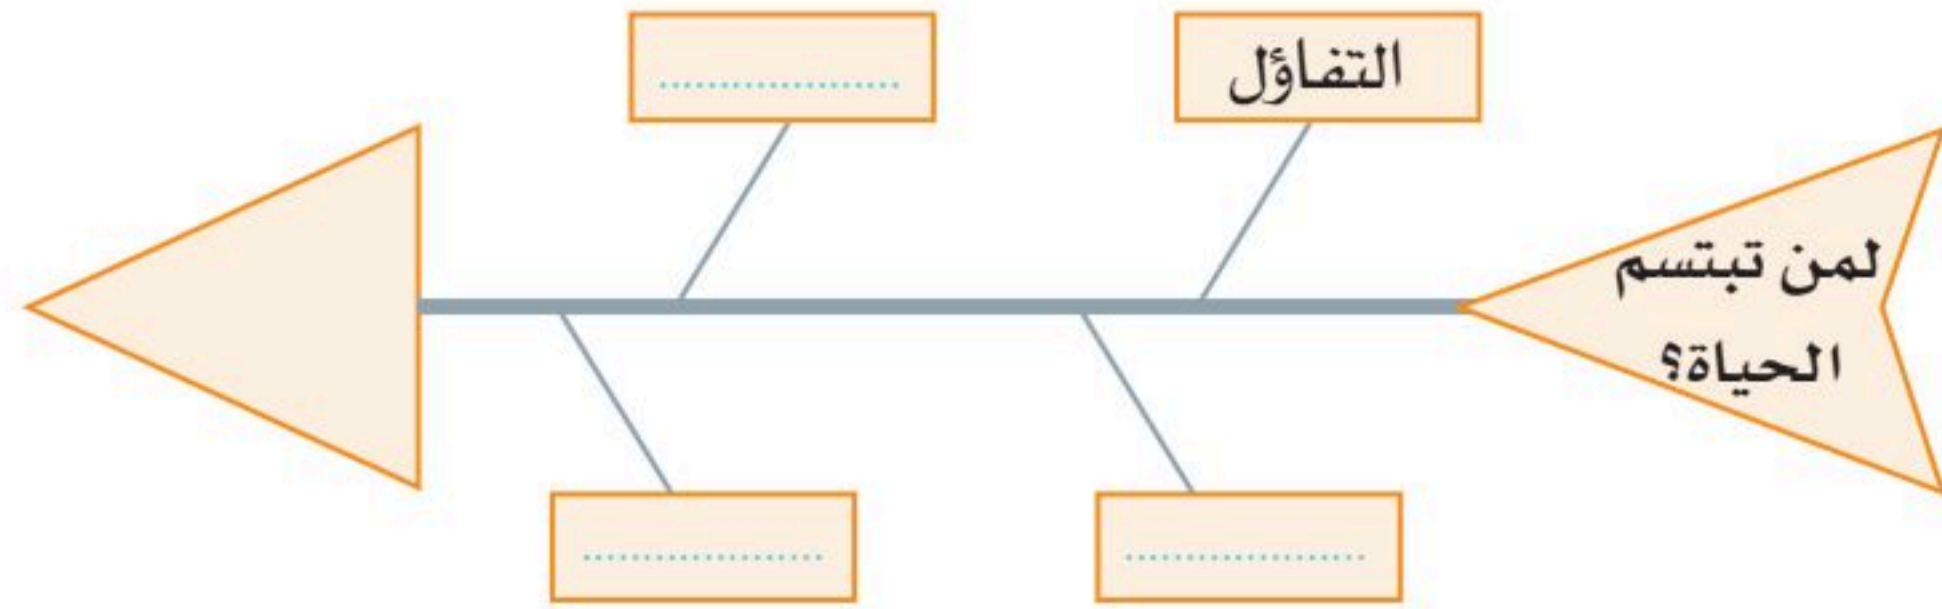 التفاؤل
لمن تبتسم
الحياة؟